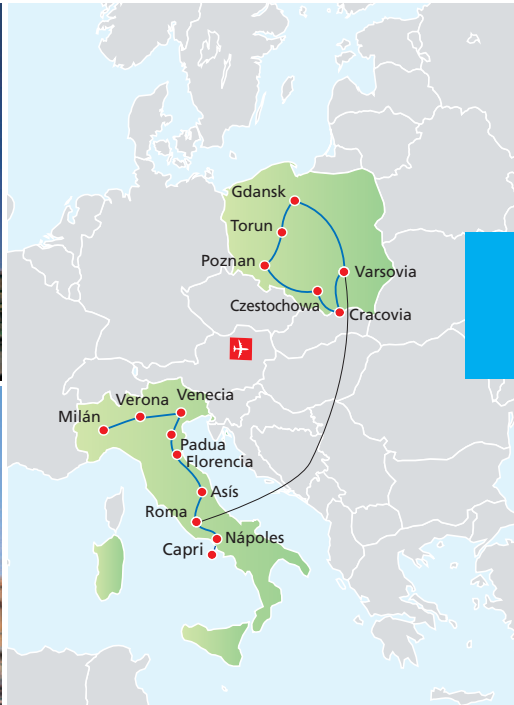 Gdansk
Torun
Poznan
Varsovia
Czestochowa
Cracovia
Verona
Venecia
Milán
Padua
Florencia
Asís
Roma
Nápoles
Capri